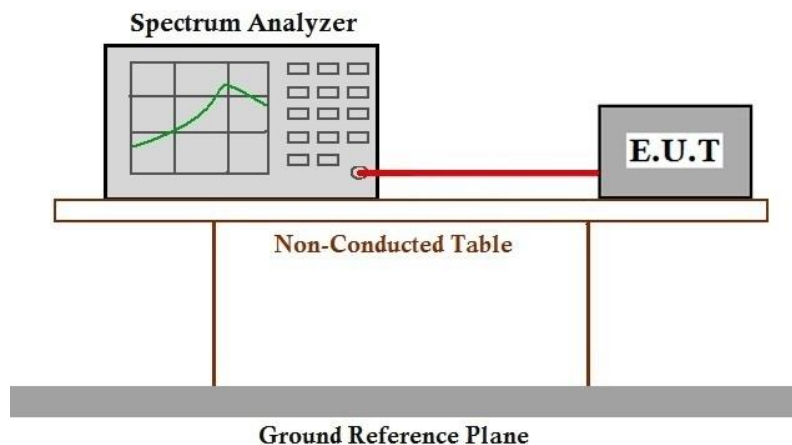 Spectrum Analyzer
E.U.T
Non-Conducted Table
Ground Reference Plane